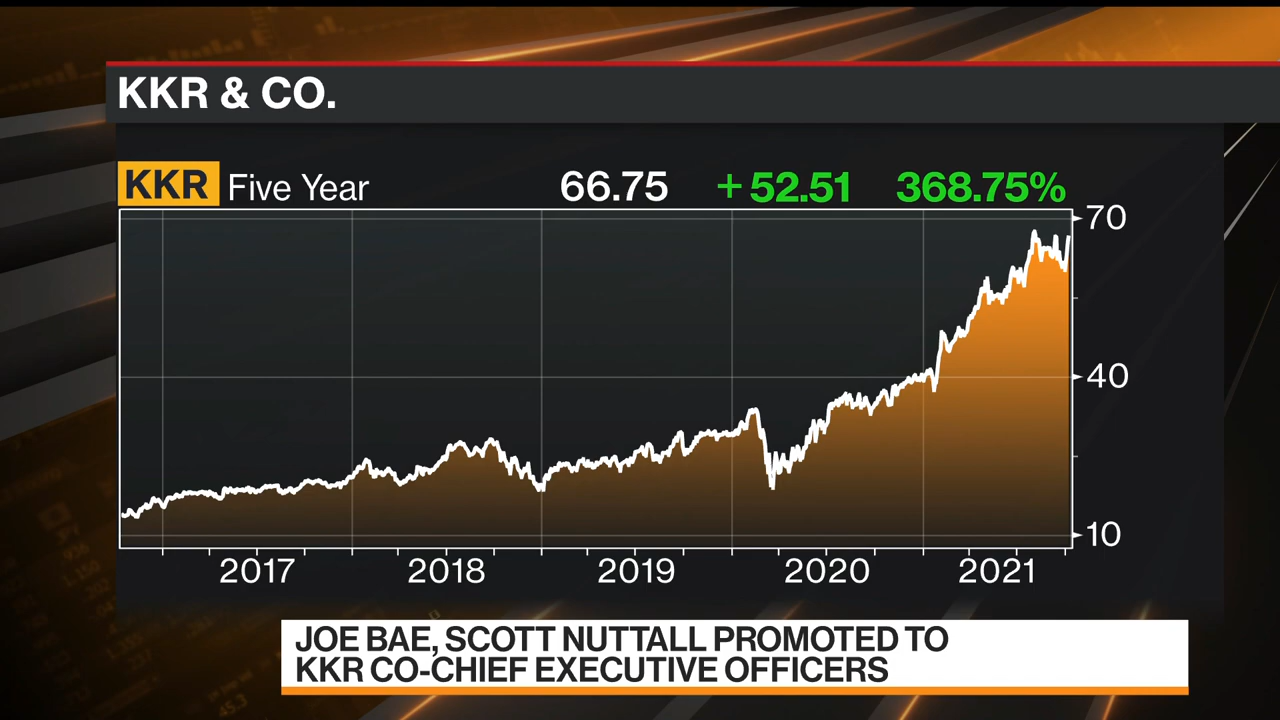 KKR & CO.
KKR Five Year 66.75 +52.51 368.75%
70
40
10
2017 2018 2019 2020 2021
JOE BAE, SCOTT NUTTALL PROMOTED TO
KKR CO-CHIEF EXECUTIVE OFFICERS